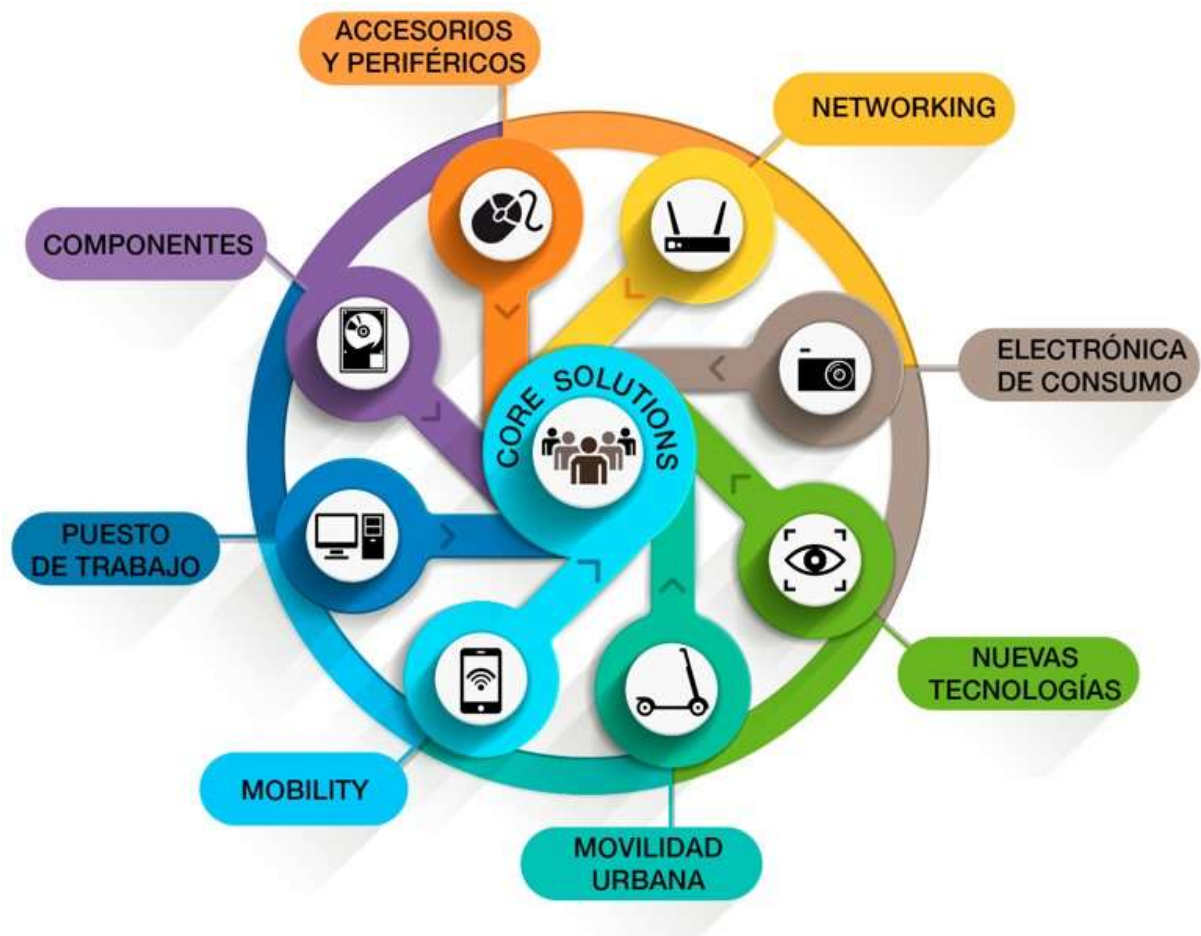 ACCESORIOS
Y PERIFÉRICOS
NETWORKING
COMPONENTES
ELECTRÓNICA
DE CONSUMO
CORE SOLUTIONS
PUESTO
DE TRABAJO
NUEVAS
TECNOLOGÍAS
MOBILITY
MOVILIDAD
URBANA